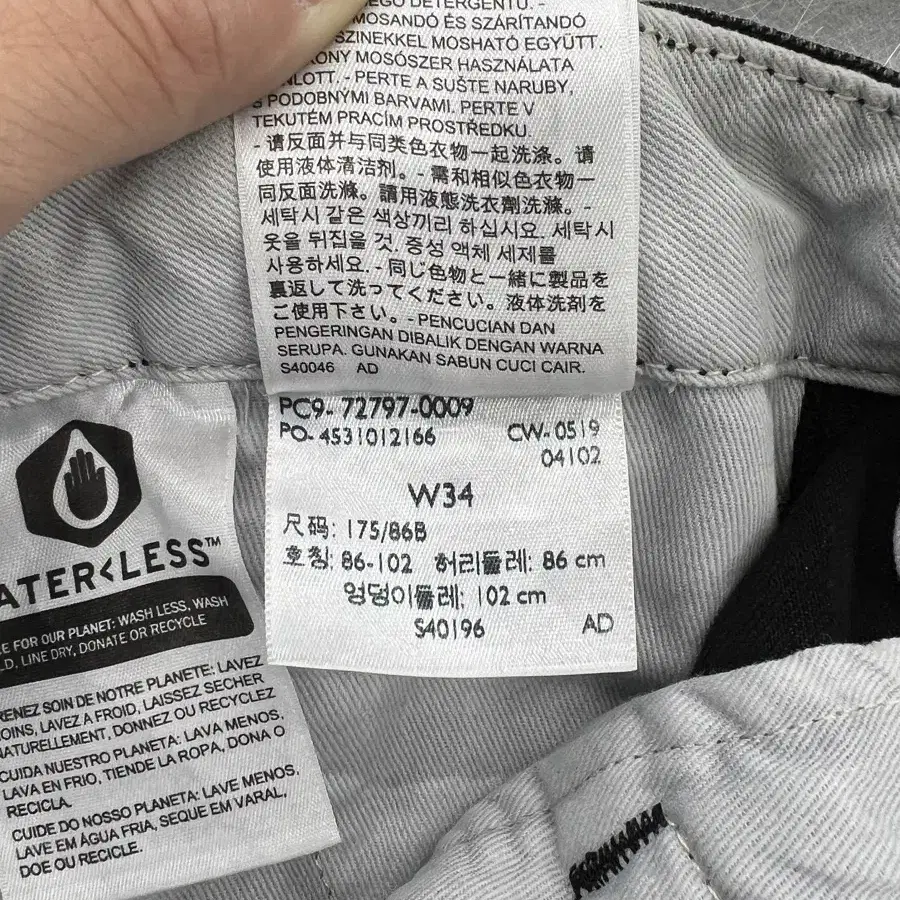 DETERGENTU. -
MOSANDÓ ÉS SZÁRÍTANDÓ
SZINEKKEL MOSHATÓ EGYÜTT.
MOSÓSZER HASZNÁLATA
- PERTE A SUŠTE NARUBY,
S PODOBNÝMI BARVAMI. PERTE V
TEKUTÉM PRACÍM PROSTŘEDKU.
- 请反面并与同类色衣物一起洗涤。请
使用液体清洁剂。- 需和相似色衣物一
同反面洗滌。請用液態洗衣劑洗滌。-
세탁시 같은 색상끼리 하십시요. 세탁시
옷을 뒤집을 것. 중성 액체 세제를
사용하세요. - 同じ色物と一緒に製品を
裏返して洗ってください。液体洗剤を
ご使用下さい。- PENCUCIAN DAN
PENGERINGAN DIBALIK DENGAN WARNA
SERUPA. GUNAKAN SABUN CUCI CAIR.
S40046 AD
PC9- 72797-0009
PO- 4531012166 CW- 0519
04102
W34
尺码: 175/86B
호칭: 86-102 허리둘레: 86 cm
엉덩이둘레: 102 cm
S40196 AD
ATER<LESS™
FOR OUR PLANET: WASH LESS, WASH
LINE DRY, DONATE OR RECYCLE
SOIN DE NOTRE PLANETE: LAVEZ
LAVEZ A FROID, LAISSEZ SECHER
NATURELLEMENT, DONNEZ OU RECYCLEZ
CUIDA NUESTRO PLANETA: LAVA MENOS,
LAVA EN FRIO, TIENDE LA ROPA, DONA O
RECICLA.
CUIDE DO NOSSO PLANETA: LAVE MENOS,
LAVE EM ÁGUA FRIA, SEQUE EM VARAL,
DOE OU RECICLE.